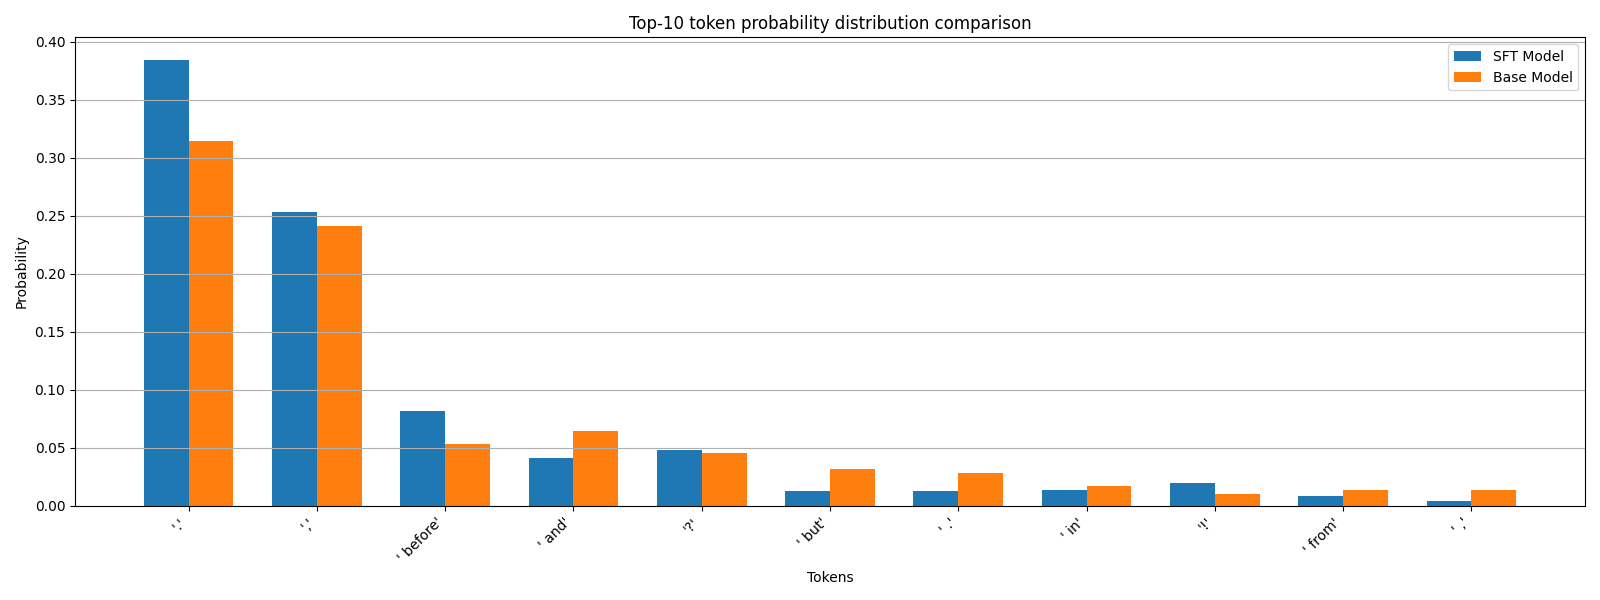 Top-10 token probability distribution comparison
SFT Model
Base Model
Probability
0.40
0.35
0.30
0.25
0.20
0.15
0.10
0.05
0.00
'.'
','
' before'
' and'
'?'
' but'
' .'
' in'
'!'
' from'
' ,'
Tokens